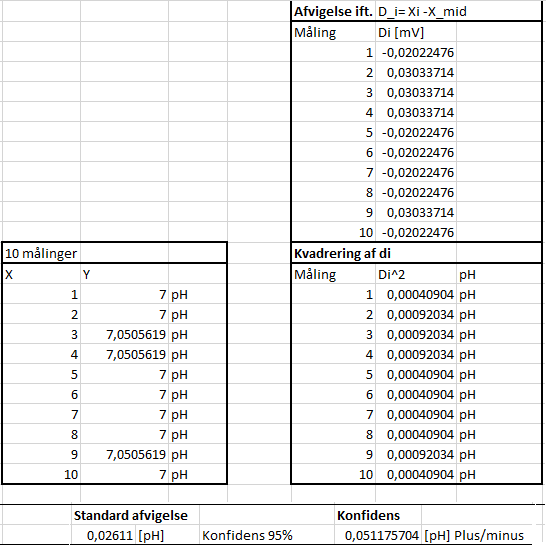 Afvigelse ift. D_i= Xi -X_mid
Måling Di [mV]
1 -0,02022476
2 0,03033714
3 0,03033714
4 0,03033714
5 -0,02022476
6 -0,02022476
7 -0,02022476
8 -0,02022476
9 0,03033714
10 -0,02022476
10 målinger
X Y
1 7 pH
2 7 pH
3 7,0505619 pH
4 7,0505619 pH
5 7 pH
6 7 pH
7 7 pH
8 7 pH
9 7,0505619 pH
10 7 pH
Kvadrering af di
Måling Di^2 pH
1 0,00040904 pH
2 0,00092034 pH
3 0,00092034 pH
4 0,00092034 pH
5 0,00040904 pH
6 0,00040904 pH
7 0,00040904 pH
8 0,00040904 pH
9 0,00092034 pH
10 0,00040904 pH
Standard afvigelse Konfidens
0,02611 [pH] Konfidens 95% 0,051175704 [pH] Plus/minus